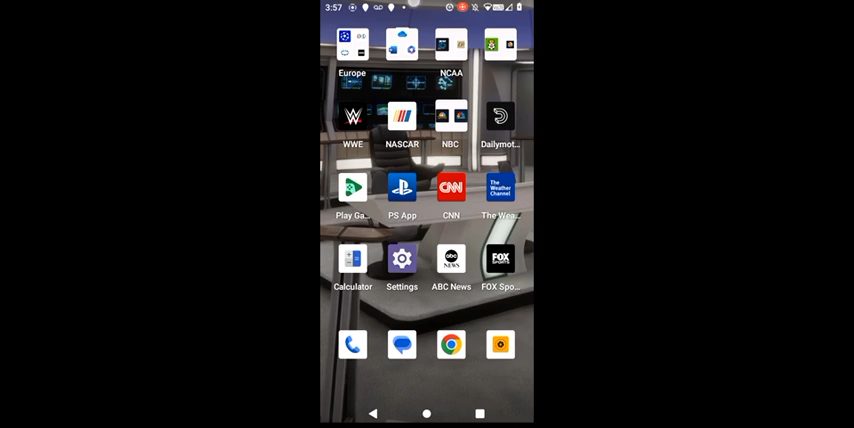 3:57
Europe NCAA
W
WWE NASCAR NBC Dailymot...
CNN
The Weather Channel
Play Ga... PS App CNN The Wea...
abc NEWS
FOX SPORTS
Calculator Settings ABC News FOX Spo...